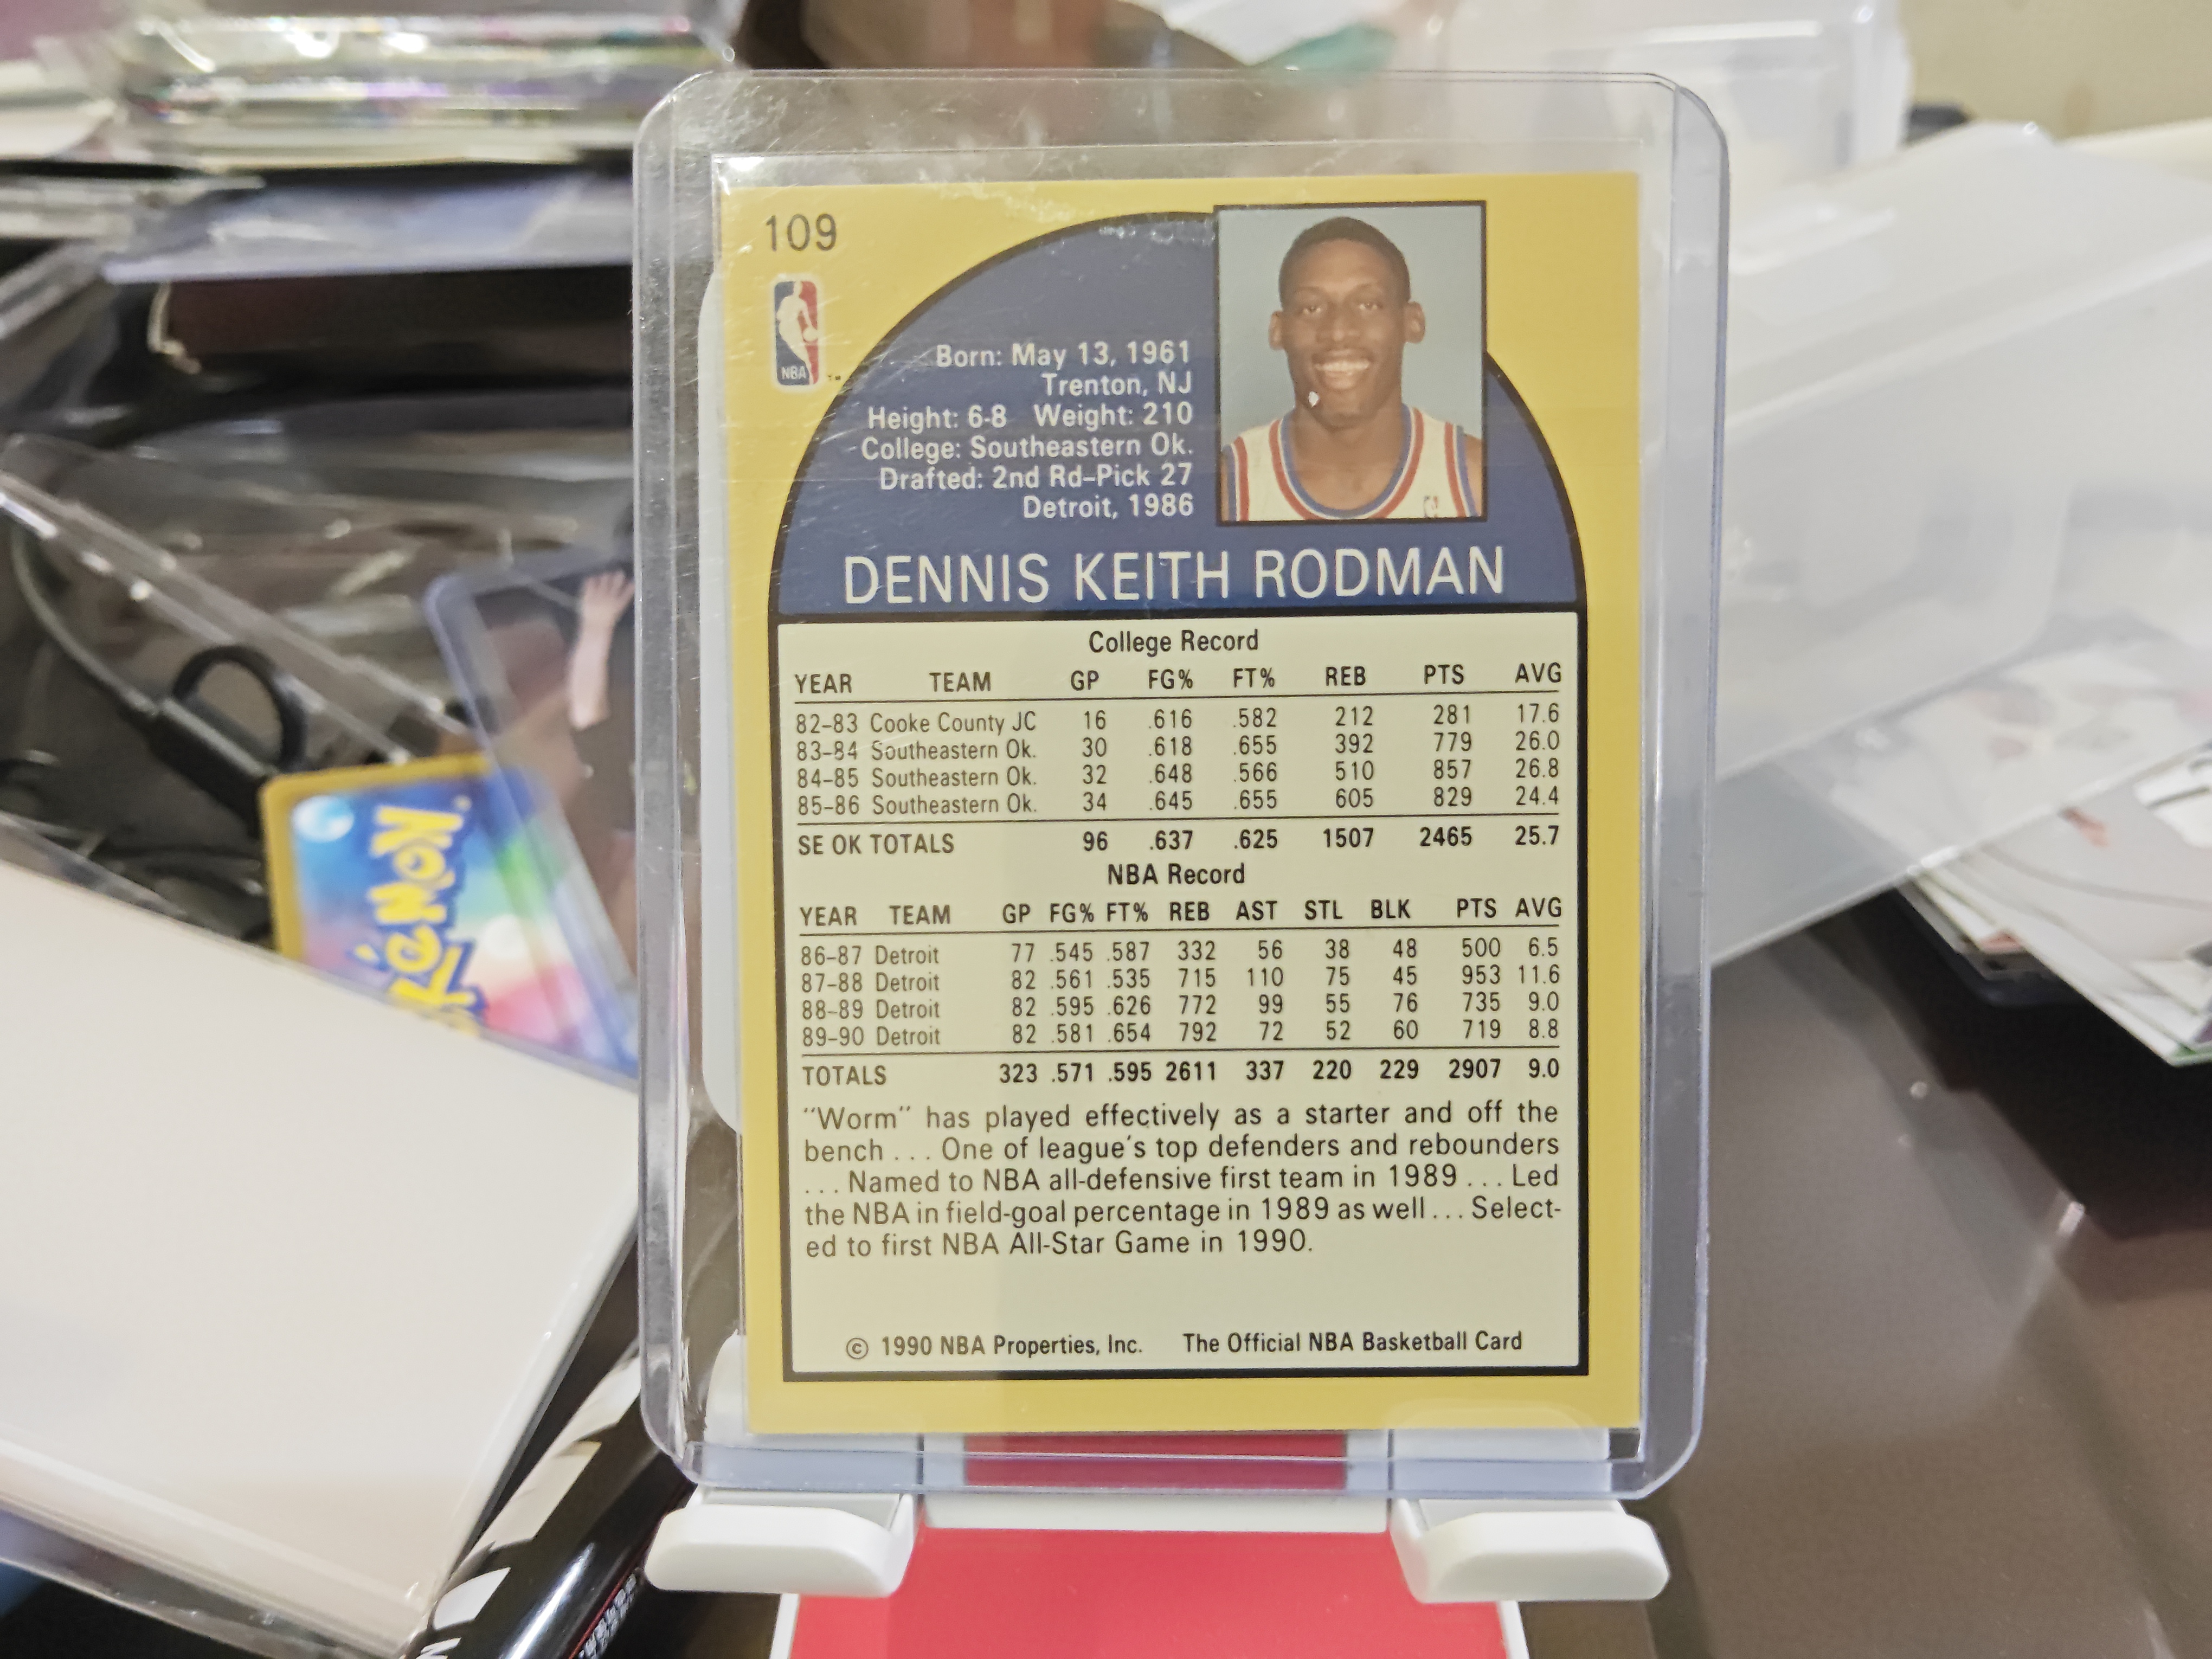 109
NBA
Born: May 13, 1961
Trenton, NJ
Height: 6-8 Weight: 210
College: Southeastern Ok.
Drafted: 2nd Rd–Pick 27
Detroit, 1986
DENNIS KEITH RODMAN
College Record
YEAR TEAM GP FG% FT% REB PTS AVG
82–83 Cooke County JC 16 .616 .582 212 281 17.6
83–84 Southeastern Ok. 30 .618 .655 392 779 26.0
84–85 Southeastern Ok. 32 .648 .566 510 857 26.8
85–86 Southeastern Ok. 34 .645 .655 605 829 24.4
SE OK TOTALS 96 .637 .625 1507 2465 25.7
NBA Record
YEAR TEAM GP FG% FT% REB AST STL BLK PTS AVG
86–87 Detroit 77 .545 .587 332 56 38 48 500 6.5
87–88 Detroit 82 .561 .535 715 110 75 45 953 11.6
88–89 Detroit 82 .595 .626 772 99 55 76 735 9.0
89–90 Detroit 82 .581 .654 792 72 52 60 719 8.8
TOTALS 323 .571 .595 2611 337 220 229 2907 9.0
"Worm" has played effectively as a starter and off the
bench . . . One of league's top defenders and rebounders
. . . Named to NBA all-defensive first team in 1989 . . . Led
the NBA in field-goal percentage in 1989 as well . . . Select-
ed to first NBA All-Star Game in 1990.
© 1990 NBA Properties, Inc. The Official NBA Basketball Card